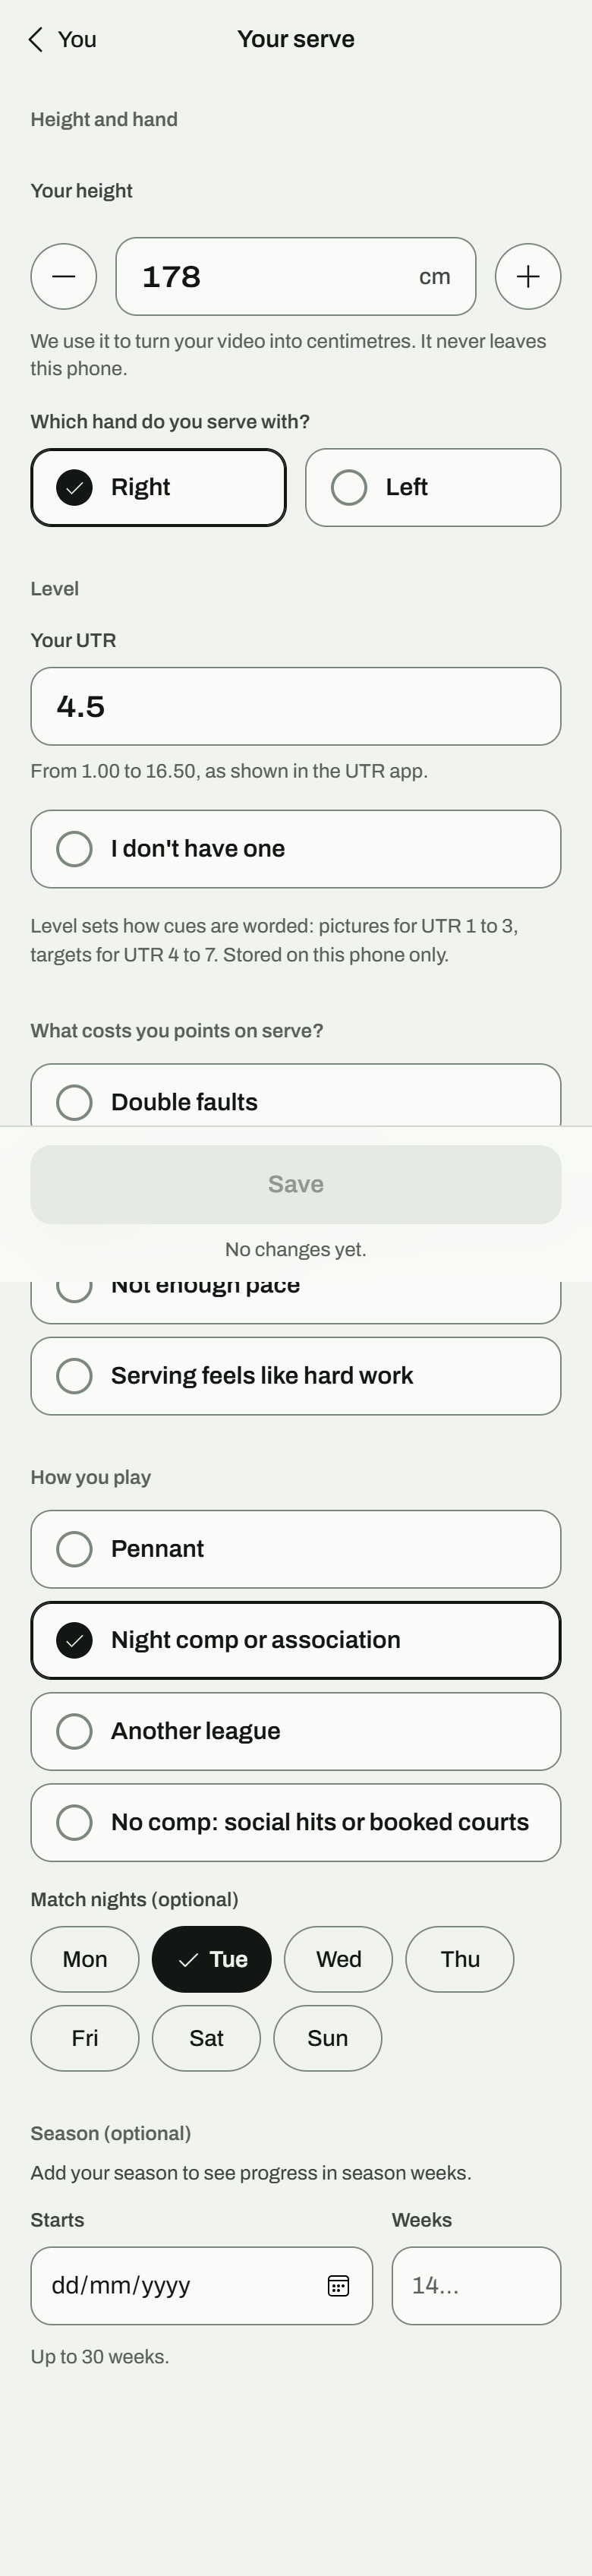 You
Your serve
Height and hand
Your height
178
cm
We use it to turn your video into centimetres. It never leaves
this phone.
Which hand do you serve with?
Right
Left
Level
Your UTR
4.5
From 1.00 to 16.50, as shown in the UTR app.
I don't have one
Level sets how cues are worded: pictures for UTR 1 to 3,
targets for UTR 4 to 7. Stored on this phone only.
What costs you points on serve?
Double faults
Save
No changes yet.
Not enough pace
Serving feels like hard work
How you play
Pennant
Night comp or association
Another league
No comp: social hits or booked courts
Match nights (optional)
Mon
Tue
Wed
Thu
Fri
Sat
Sun
Season (optional)
Add your season to see progress in season weeks.
Starts
Weeks
dd/mm/yyyy
14...
Up to 30 weeks.